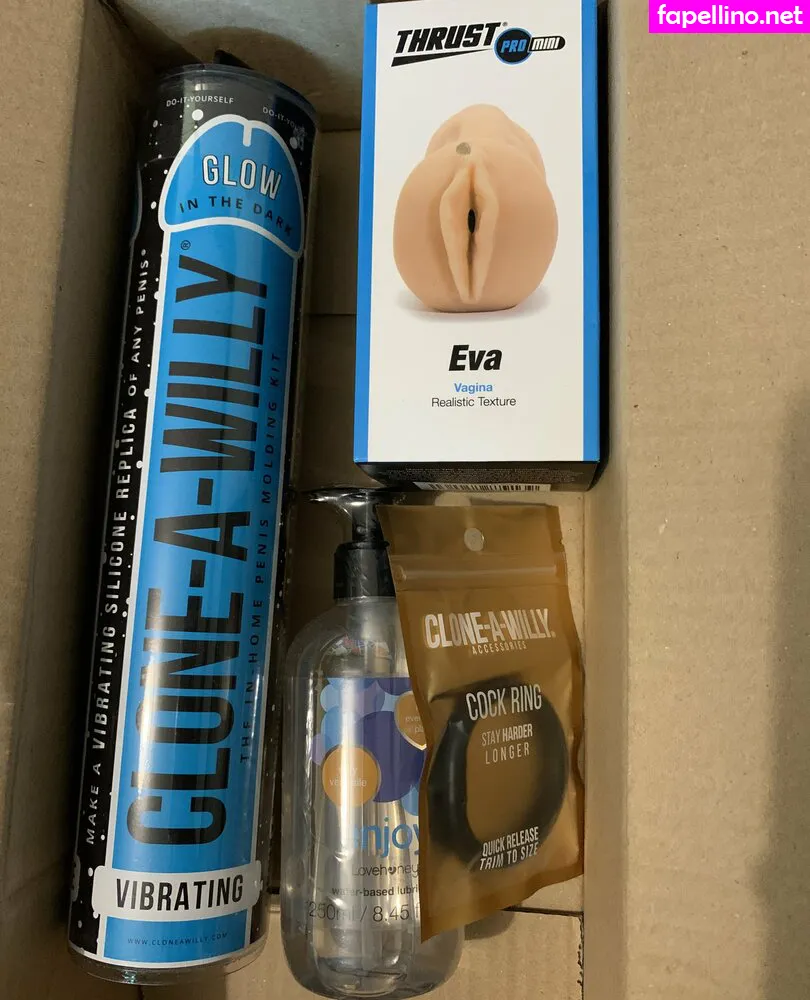 fapellino.net
DO-IT-YOURSELF
DO-IT-YOURSELF
GLOW
IN THE DARK
MAKE A VIBRATING SILICONE REPLICA OF ANY PENIS
CLONE-A-WILLY®
THE IN-HOME PENIS MOLDING KIT
VIBRATING
WWW.CLONEAWILLY.COM
THRUST®
PRO MINI
Eva
Vagina
Realistic Texture
enjoy
Lovehoney
water-based lubri
250ml / 8.45 f
CLONE-A-WILLY®
ACCESSORIES
COCK RING
STAY HARDER
LONGER
QUICK RELEASE
TRIM TO SIZE